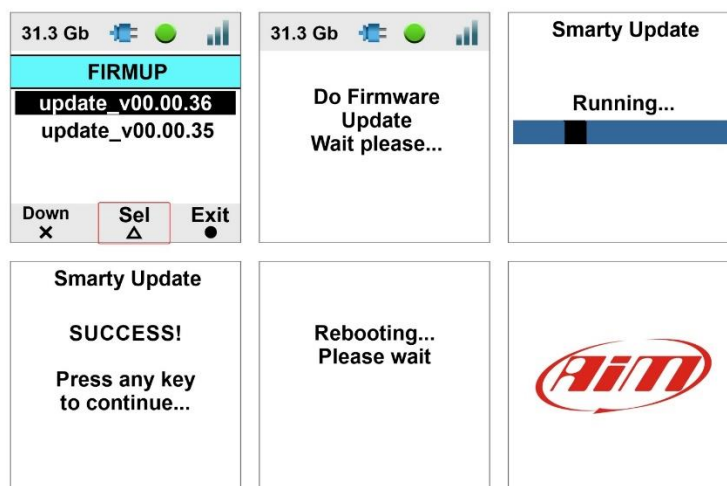 31.3 Gb
FIRMUP
update_v00.00.36
update_v00.00.35
Down Sel Exit
31.3 Gb
Do Firmware
Update
Wait please...
Smarty Update
Running...
Smarty Update
SUCCESS!
Press any key
to continue...
Rebooting...
Please wait
AiM